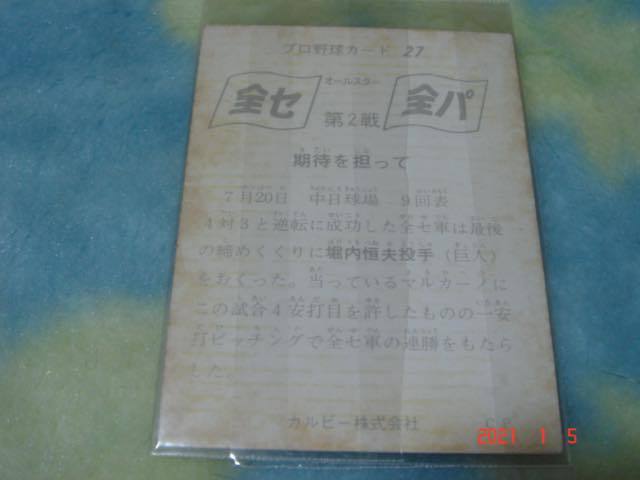 プロ野球カード 27
全セ オールスター 全パ
第2戦
期待を担って
7月20日 中日球場 9回表
4対3と逆転に成功した全セ軍は最後
の締めくくりに堀内恒夫投手(巨人)
をおくった。当っているマルカーノに
この試合4安打目を許したものの一安
打ピッチングで全セ軍の連勝をもたら
した。
カルビー株式会社
2021 1 5